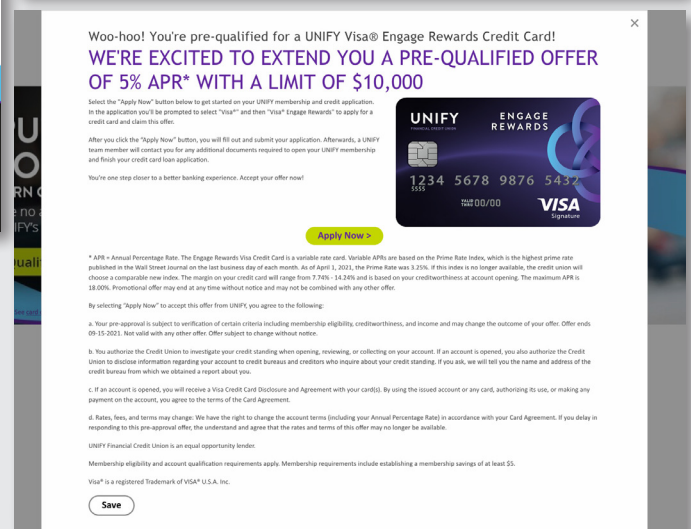 Woo-hoo! You're pre-qualified for a UNIFY Visa® Engage Rewards Credit Card!
WE'RE EXCITED TO EXTEND YOU A PRE-QUALIFIED OFFER
OF 5% APR* WITH A LIMIT OF $10,000
Select the "Apply Now" button below to get started on your UNIFY membership and credit application.
In the application you'll be prompted to select "Visa®" and then "Visa® Engage Rewards" to apply for a
credit card and claim this offer.
After you click the "Apply Now" button, you will fill out and submit your application. Afterwards, a UNIFY
team member will contact you for any additional documents required to open your UNIFY membership
and finish your credit card loan application.
You're one step closer to a better banking experience. Accept your offer now!
UNIFY
FINANCIAL CREDIT UNION
ENGAGE
REWARDS
1234 5678 9876 5432
5555
VALID THRU 00/00
VISA
Signature
Apply Now >
* APR = Annual Percentage Rate. The Engage Rewards Visa Credit Card is a variable rate card. Variable APRs are based on the Prime Rate Index, which is the highest prime rate
published in the Wall Street Journal on the last business day of each month. As of April 1, 2021, the Prime Rate was 3.25%. If this index is no longer available, the credit union will
choose a comparable new index. The margin on your credit card will range from 7.74% - 14.24% and is based on your creditworthiness at account opening. The maximum APR is
18.00%. Promotional offer may end at any time without notice and may not be combined with any other offer.
By selecting "Apply Now" to accept this offer from UNIFY, you agree to the following:
a. Your pre-approval is subject to verification of certain criteria including membership eligibility, creditworthiness, and income and may change the outcome of your offer. Offer ends
09-15-2021. Not valid with any other offer. Offer subject to change without notice.
b. You authorize the Credit Union to investigate your credit standing when opening, reviewing, or collecting on your account. If an account is opened, you also authorize the Credit
Union to disclose information regarding your account to credit bureaus and creditors who inquire about your credit standing. If you ask, we will tell you the name and address of the
credit bureau from which we obtained a report about you.
c. If an account is opened, you will receive a Visa Credit Card Disclosure and Agreement with your card(s). By using the issued account or any card, authorizing its use, or making any
payment on the account, you agree to the terms of the Card Agreement.
d. Rates, fees, and terms may change: We have the right to change the account terms (including your Annual Percentage Rate) in accordance with your Card Agreement. If you delay in
responding to this pre-approval offer, the understand and agree that the rates and terms of this offer may no longer be available.
UNIFY Financial Credit Union is an equal opportunity lender.
Membership eligibility and account qualification requirements apply. Membership requirements include establishing a membership savings of at least $5.
Visa® is a registered Trademark of VISA® U.S.A. Inc.
Save